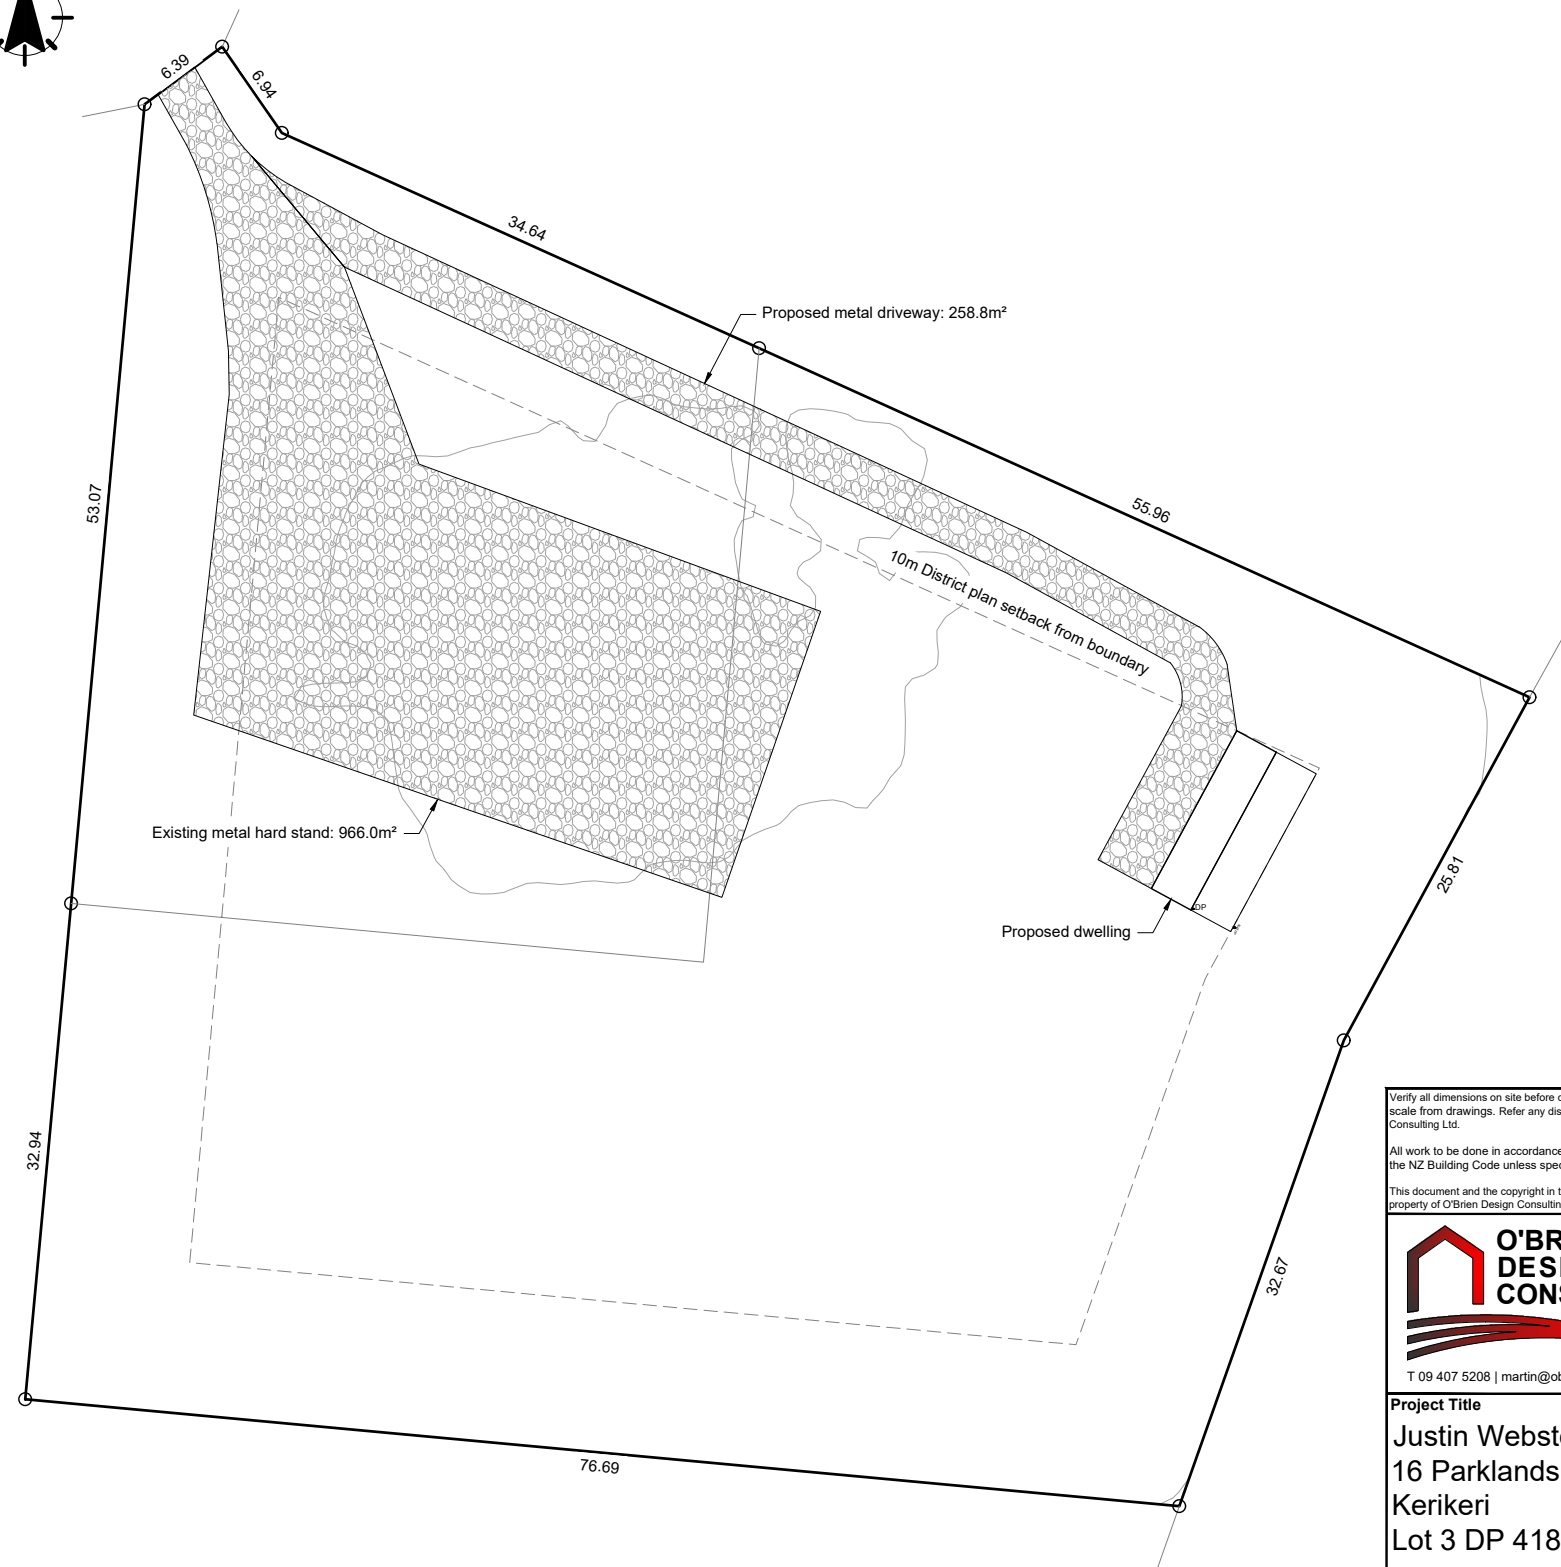 6.39
6.94
34.64
Proposed metal driveway: 258.8m²
55.96
53.07
10m District plan setback from boundary
Existing metal hard stand: 966.0m²
DP
Proposed dwelling
25.81
32.94
32.67
76.69
Verify all dimensions on site before
scale from drawings. Refer any
Consulting Ltd.
All work to be done in accordance
the NZ Building Code unless
This document and the copyright in
property of O'Brien Design
O'BR
DESI
CONS
T 09 407 5208 | martin@ob
Project Title
Justin Webst
16 Parklands
Kerikeri
Lot 3 DP 418